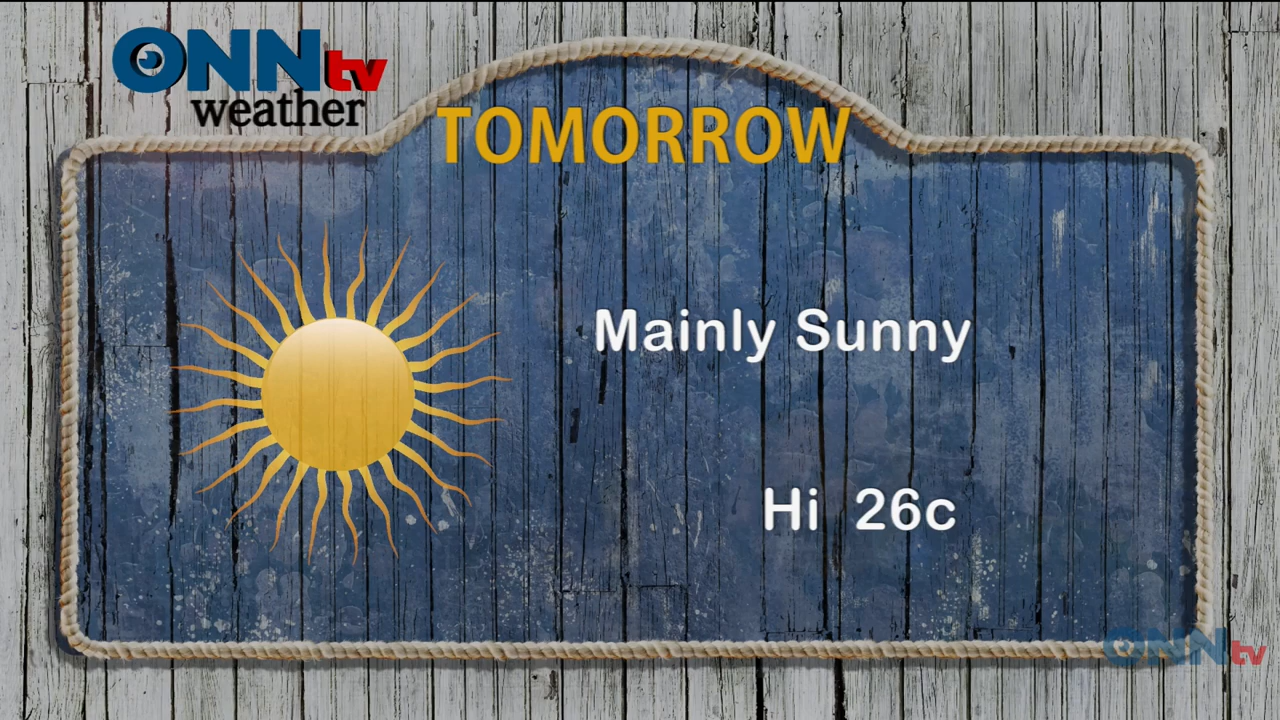 ONNtv
weather
TOMORROW
Mainly Sunny
Hi 26c
ONNtv